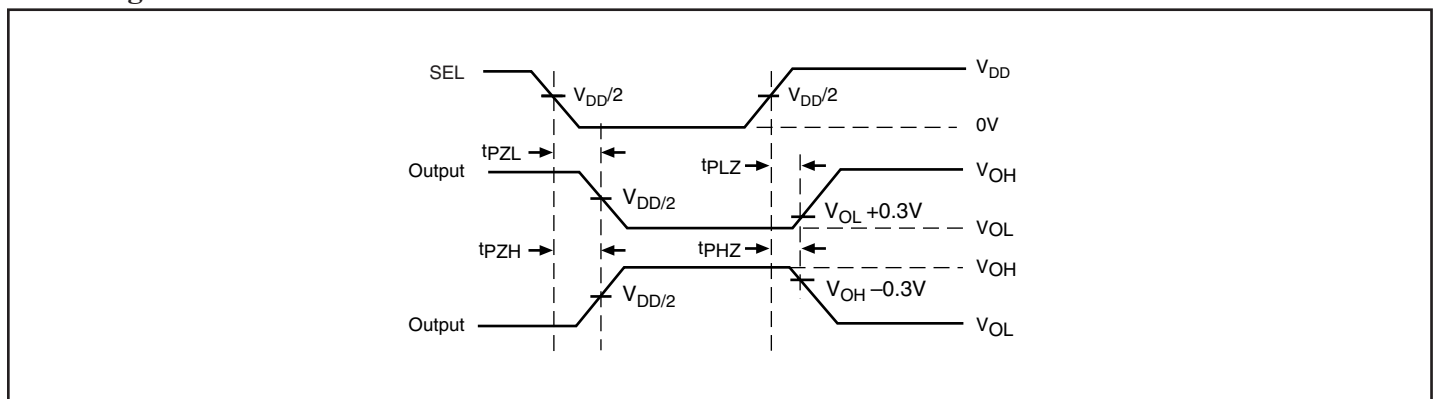 SEL
VDD/2
VDD/2
VDD
0V
tPZL
tPLZ
Output
VOH
VDD/2
VOL +0.3V
VOL
tPZH
tPHZ
VOH
VDD/2
VOH –0.3V
Output
VOL